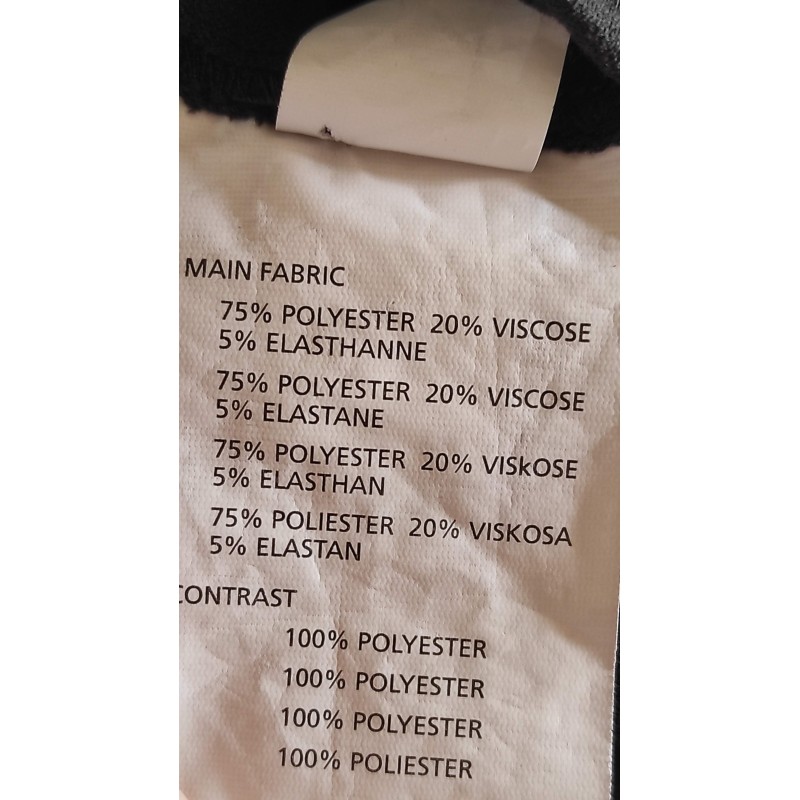 MAIN FABRIC
75% POLYESTER 20% VISCOSE
5% ELASTHANNE
75% POLYESTER 20% VISCOSE
5% ELASTANE
75% POLYESTER 20% VISkOSE
5% ELASTHAN
75% POLIESTER 20% VISKOSA
5% ELASTAN
CONTRAST
100% POLYESTER
100% POLYESTER
100% POLYESTER
100% POLIESTER